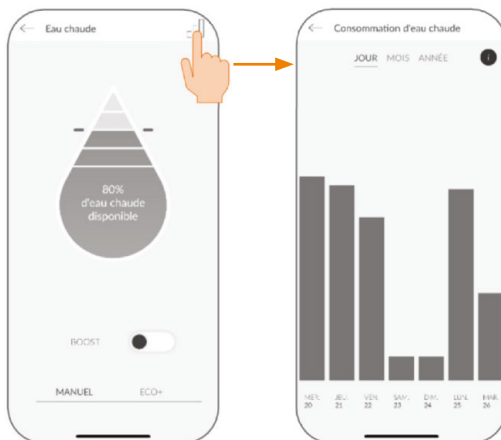 Eau chaude
80%
d'eau chaude
disponible
BOOST
MANUEL ECO+
Consommation d'eau chaude
JOUR MOIS ANNÉE
i
MER. JEU. VEN. SAM. DIM. LUN. MAR.
20 21 22 23 24 25 26